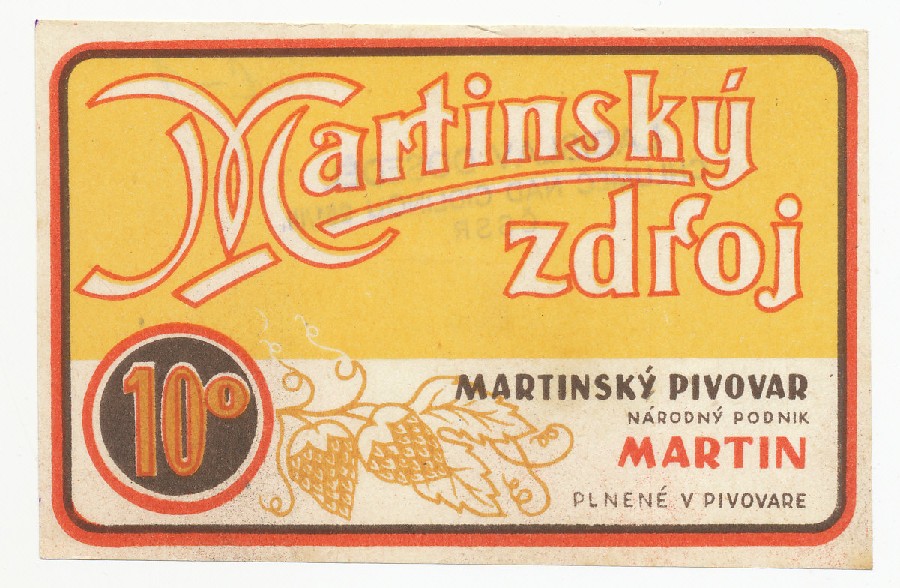 Martinský
zdroj
10°
MARTINSKÝ PIVOVAR
NÁRODNÝ PODNIK
MARTIN
PLNENÉ V PIVOVARE